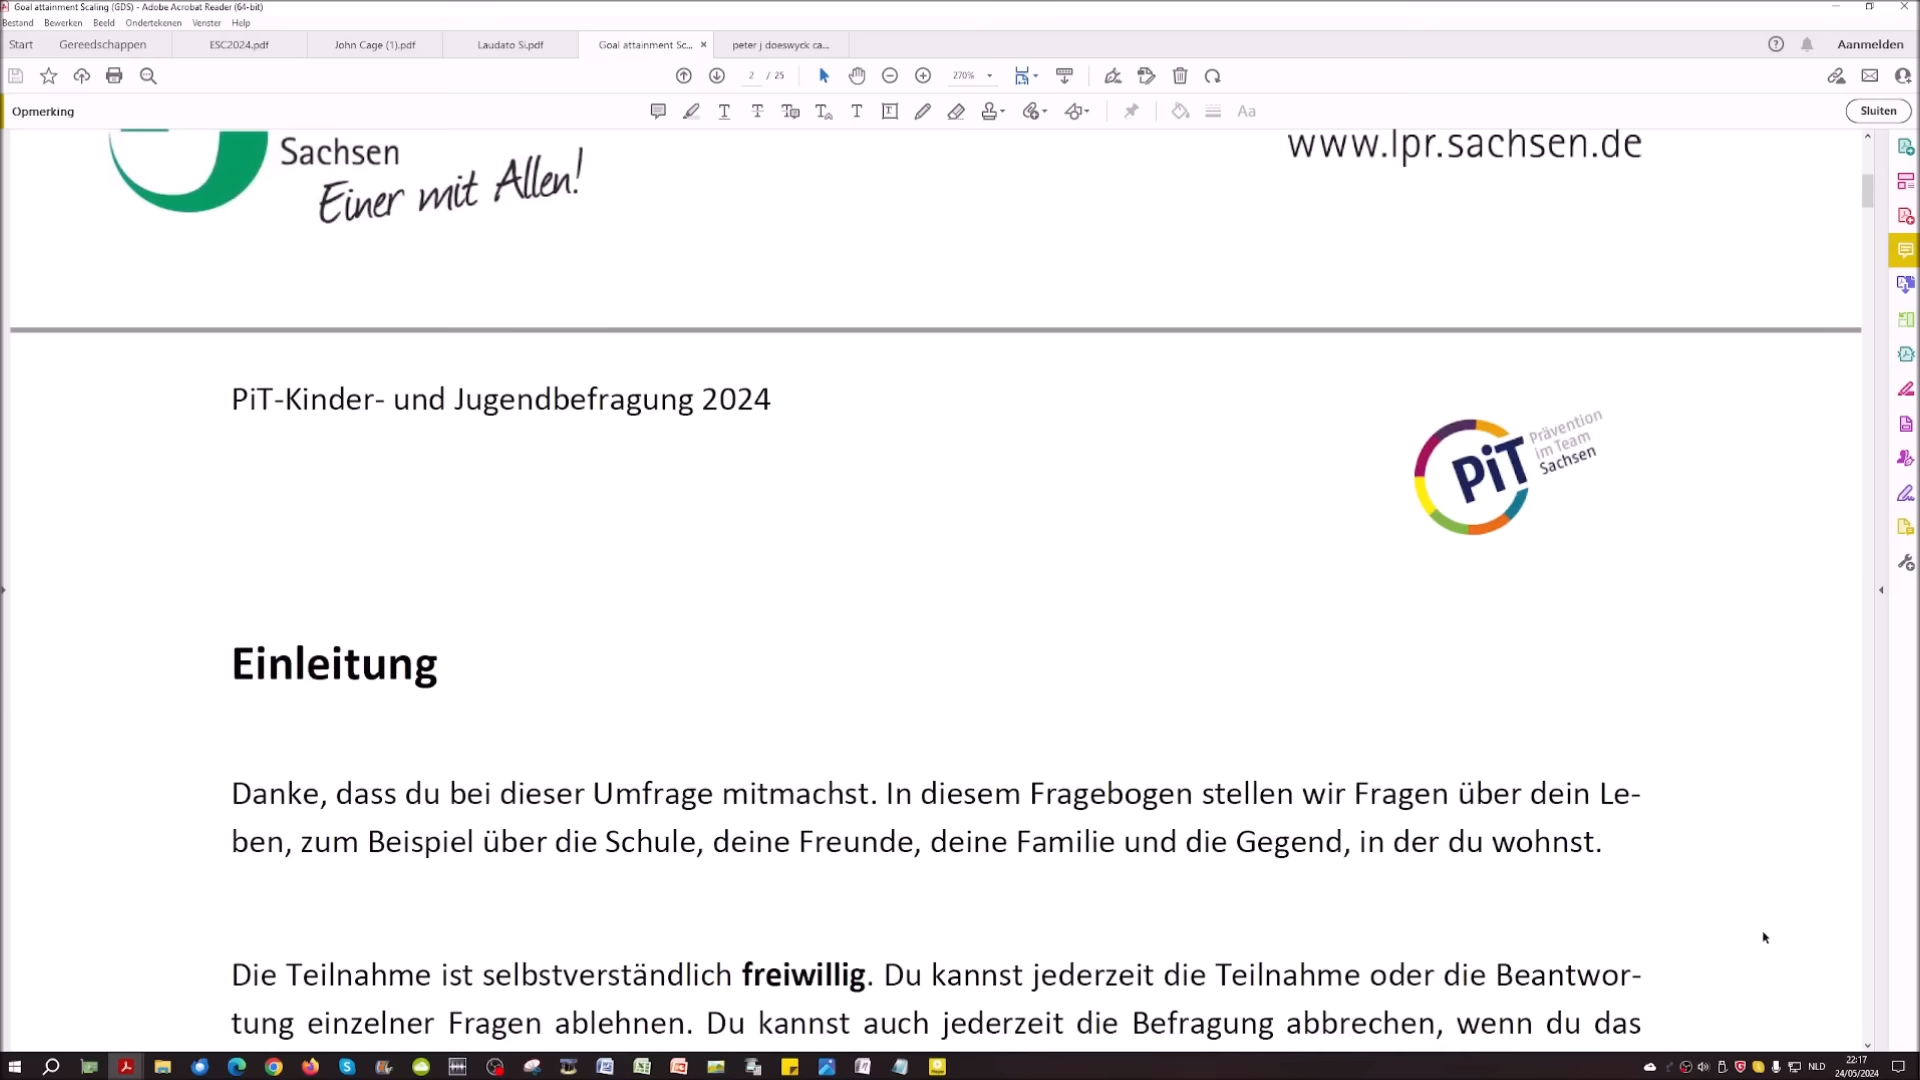 Goal attainment Scaling (GDS) - Adobe Acrobat Reader (64-bit)
Bestand Bewerken Beeld Ondertekenen Venster Help
Start Gereedschappen ESC2024.pdf John Cage (1).pdf Laudato Si.pdf Goal attainment Sc... × peter j doeswyck ca... Aanmelden
2 / 25 270%
Opmerking Aa Sluiten
Sachsen
Einer mit Allen!
www.lpr.sachsen.de
PiT-Kinder- und Jugendbefragung 2024
PiT
Prävention
im Team
Sachsen
Einleitung
Danke, dass du bei dieser Umfrage mitmachst. In diesem Fragebogen stellen wir Fragen über dein Le-
ben, zum Beispiel über die Schule, deine Freunde, deine Familie und die Gegend, in der du wohnst.
Die Teilnahme ist selbstverständlich freiwillig. Du kannst jederzeit die Teilnahme oder die Beantwor-
tung einzelner Fragen ablehnen. Du kannst auch jederzeit die Befragung abbrechen, wenn du das
NLD
22:17
24/05/2024